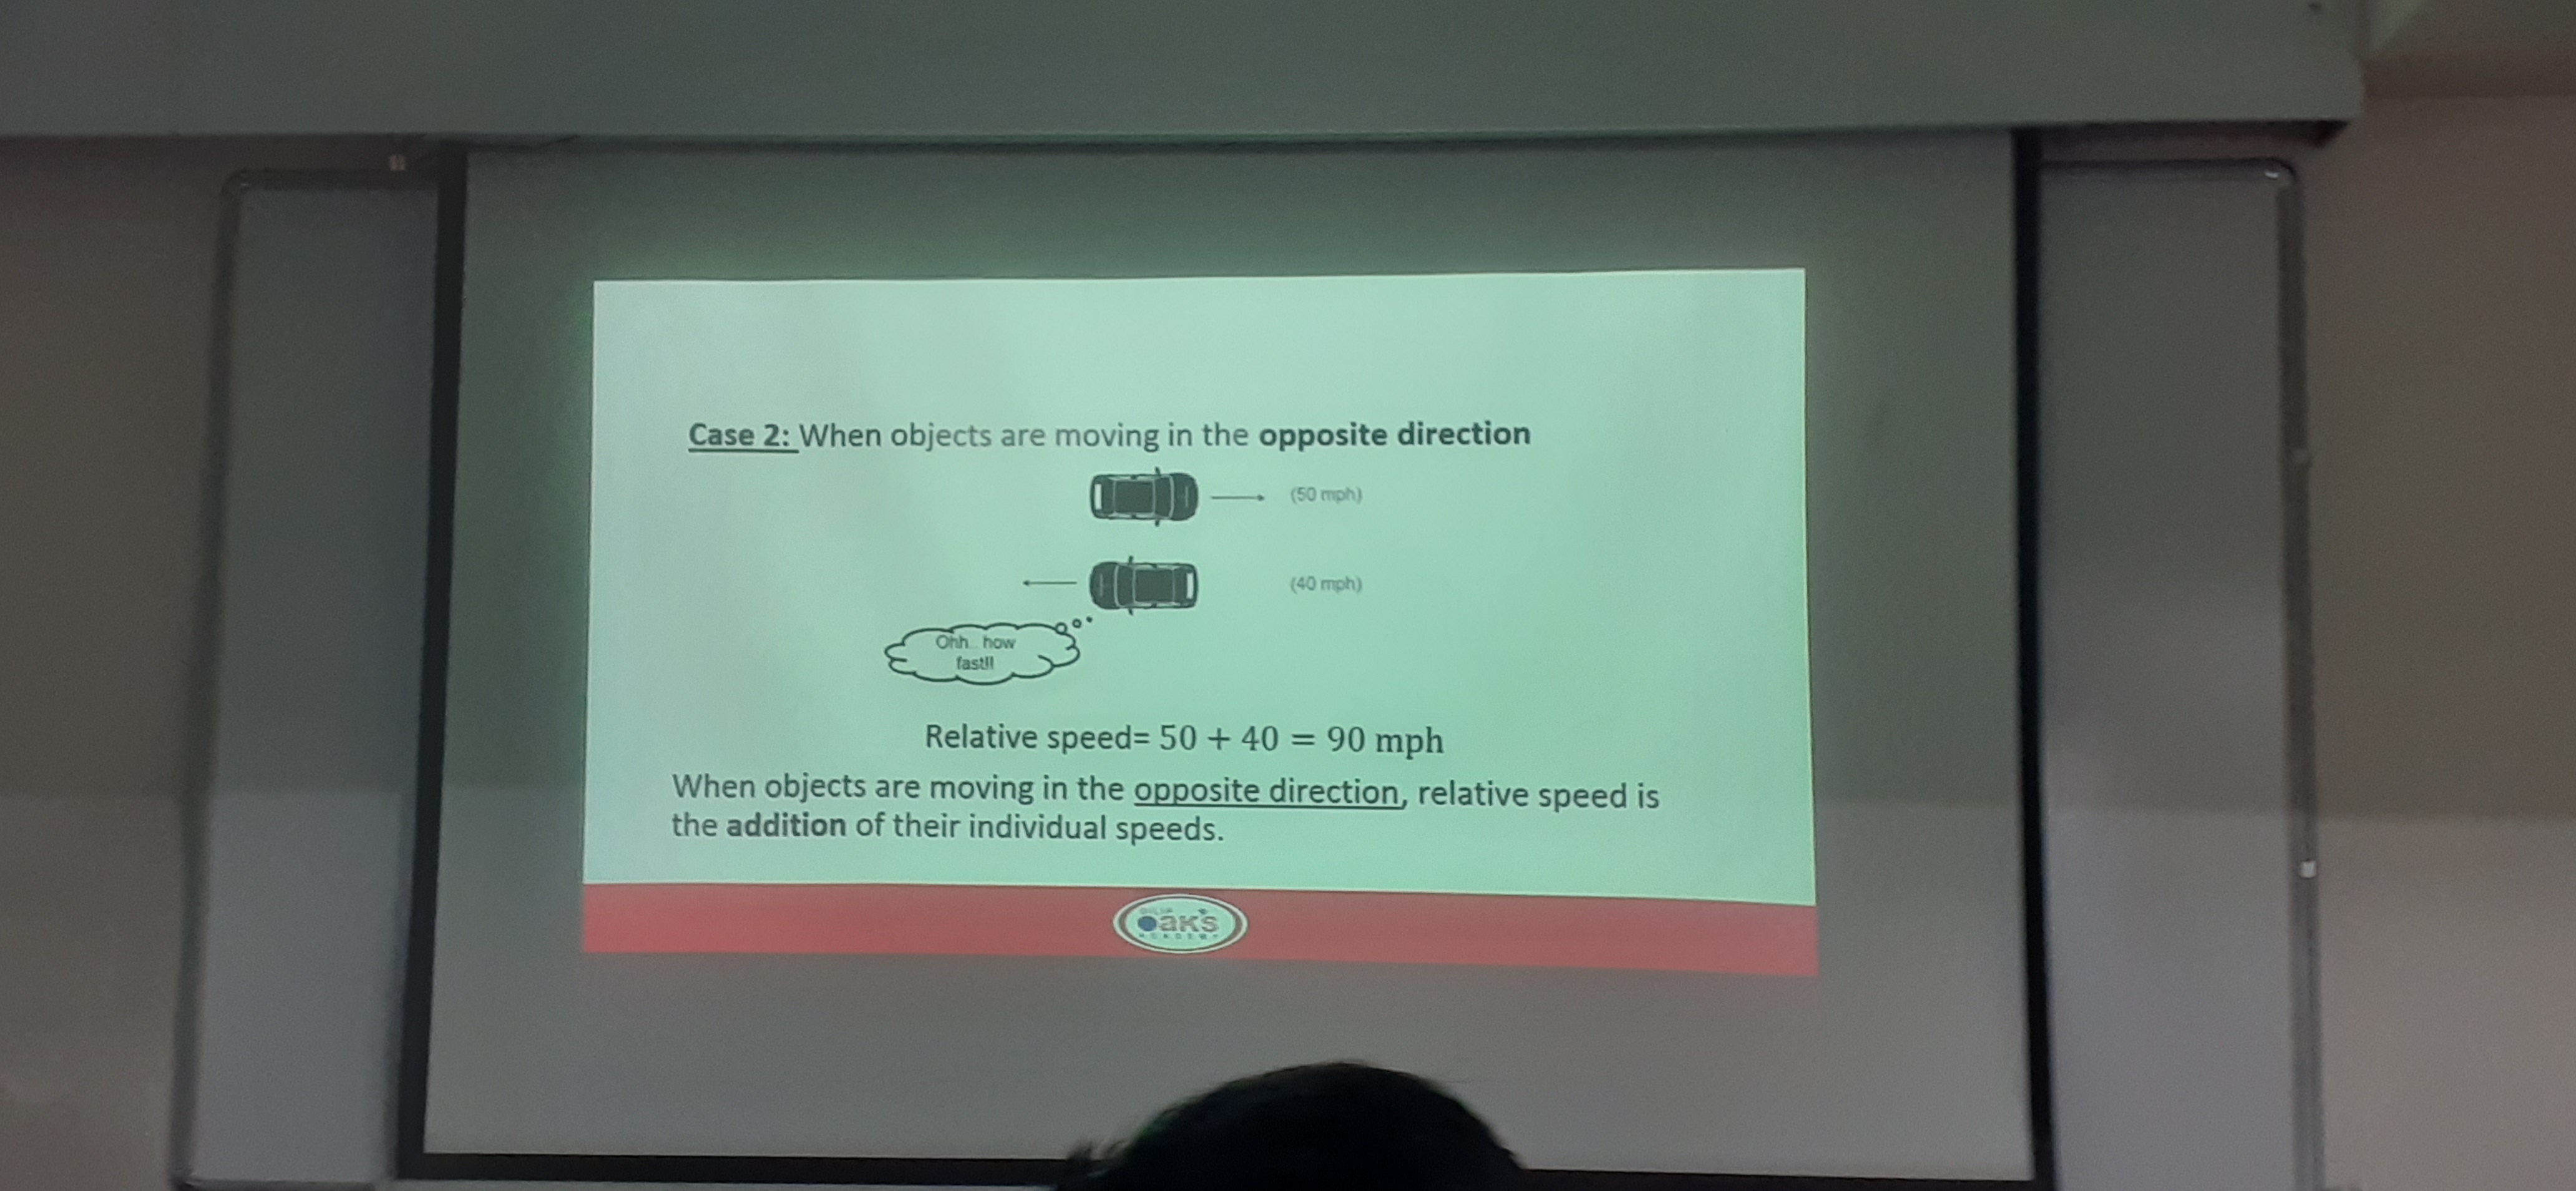 Case 2: When objects are moving in the opposite direction
(50 mph)
(40 mph)
Ohh.. how
fast!!
Relative speed= 50 + 40 = 90 mph
When objects are moving in the opposite direction, relative speed is
the addition of their individual speeds.
Oaks
ACADEMY